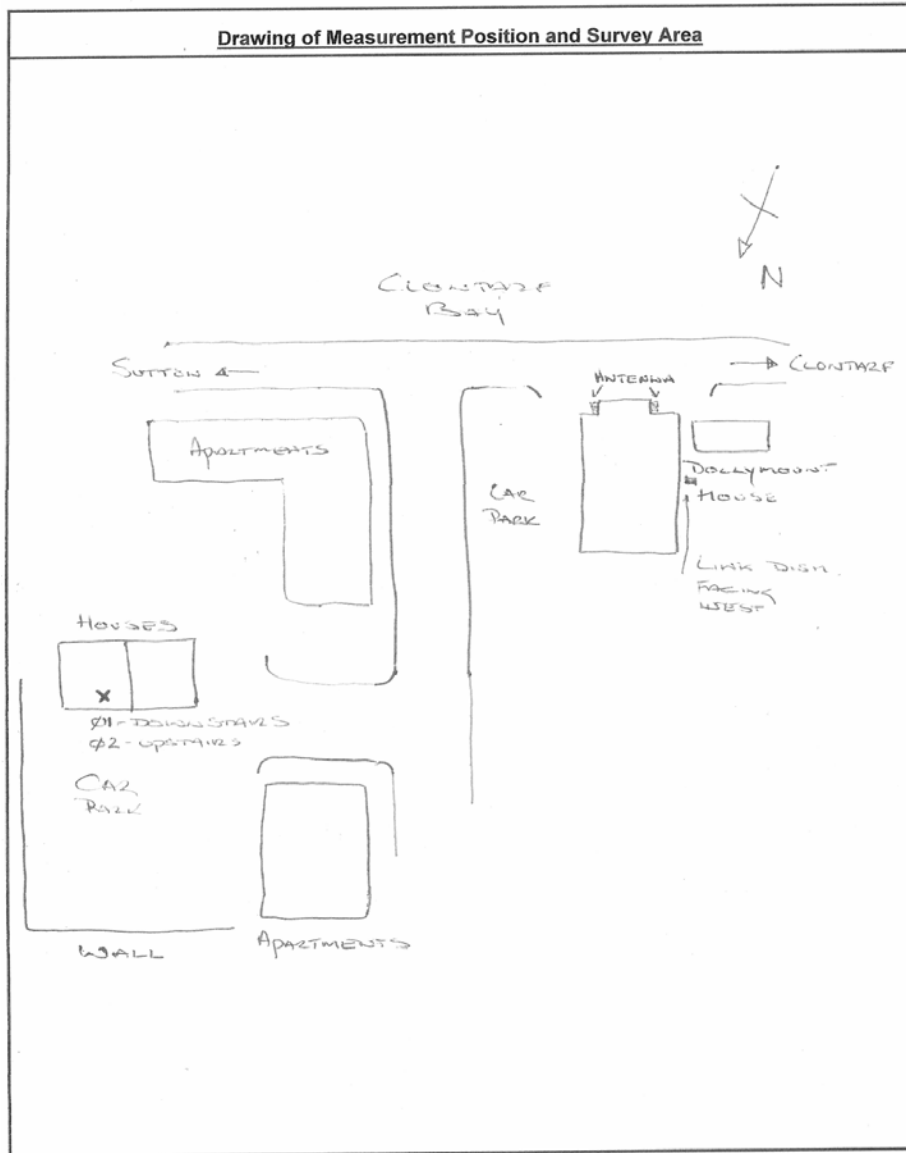 Drawing of Measurement Position and Survey Area
N
CLONTARF
BAY
SUTTON
CLONTARF
ANTENNA
APARTMENTS
DOLLYMOUNT
HOUSE
CAR
PARK
LINK DISH
FACING
WEST
HOUSES
X
Ø1-DOWNSTAIRS
Ø2-UPSTAIRS
CAR
PARK
WALL
APARTMENTS